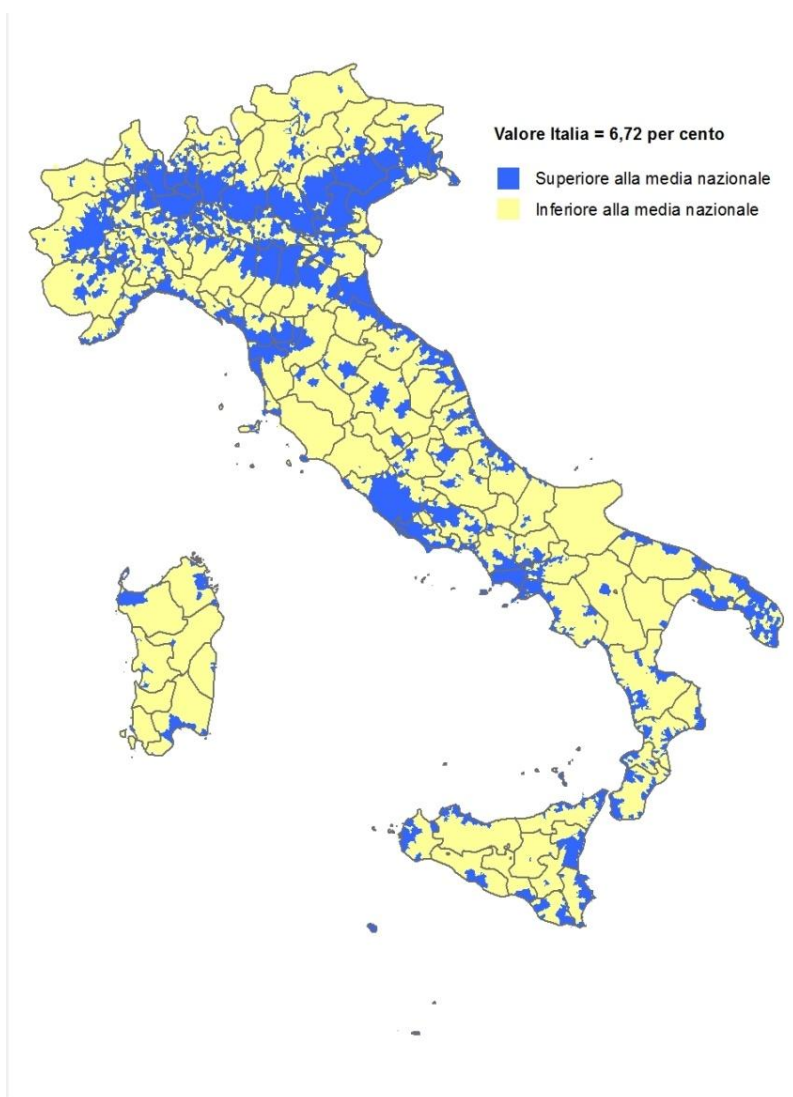 Valore Italia = 6,72 per cento
Superiore alla media nazionale
Inferiore alla media nazionale